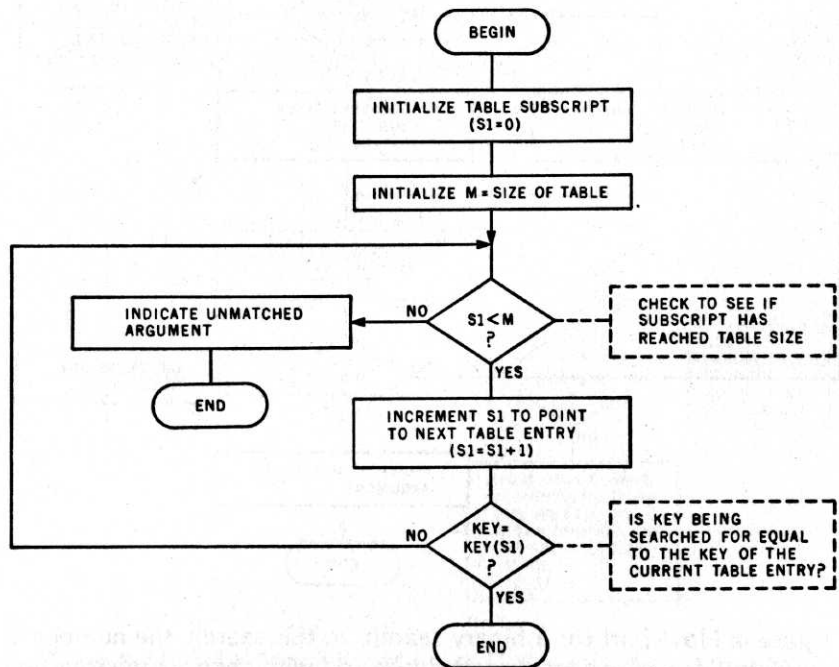 BEGIN
INITIALIZE TABLE SUBSCRIPT
(S1=0)
INITIALIZE M = SIZE OF TABLE
INDICATE UNMATCHED
ARGUMENT
NO
S1<M
?
CHECK TO SEE IF
SUBSCRIPT HAS
REACHED TABLE SIZE
YES
END
INCREMENT S1 TO POINT
TO NEXT TABLE ENTRY
(S1=S1+1)
NO
KEY=
KEY(S1)
?
IS KEY BEING
SEARCHED FOR EQUAL
TO THE KEY OF THE
CURRENT TABLE ENTRY?
YES
END